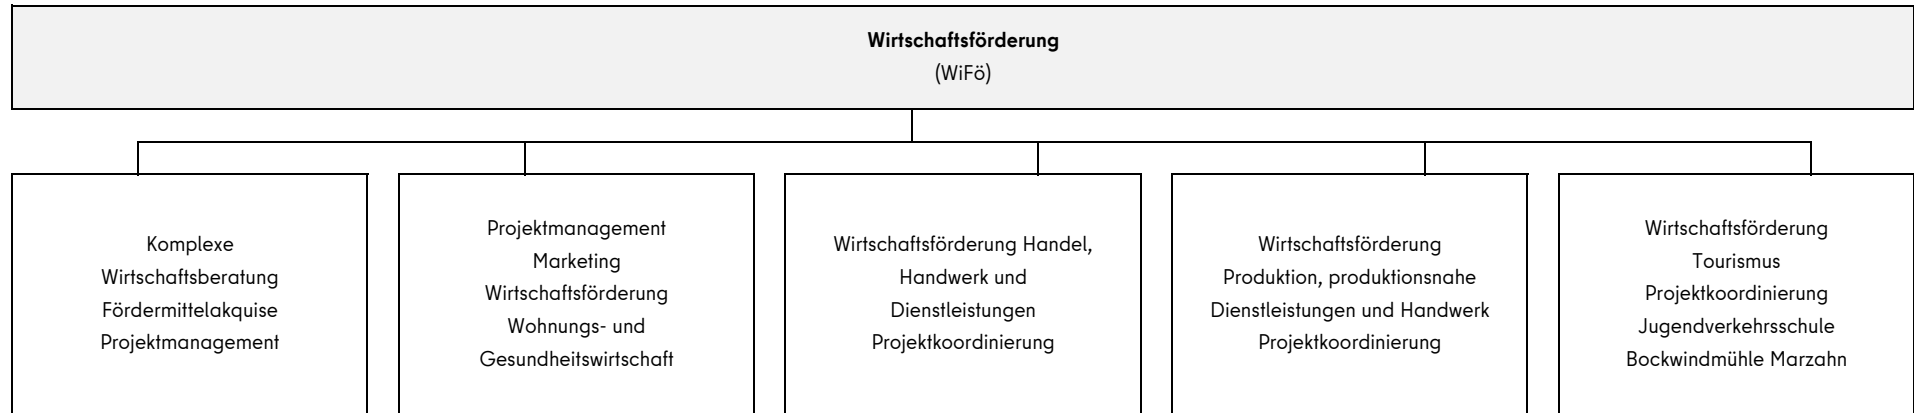 Wirtschaftsförderung
(WiFö)
Komplexe
Wirtschaftsberatung
Fördermittelakquise
Projektmanagement
Projektmanagement
Marketing
Wirtschaftsförderung
Wohnungs- und
Gesundheitswirtschaft
Wirtschaftsförderung Handel,
Handwerk und
Dienstleistungen
Projektkoordinierung
Wirtschaftsförderung
Produktion, produktionsnahe
Dienstleistungen und Handwerk
Projektkoordinierung
Wirtschaftsförderung
Tourismus
Projektkoordinierung
Jugendverkehrsschule
Bockwindmühle Marzahn